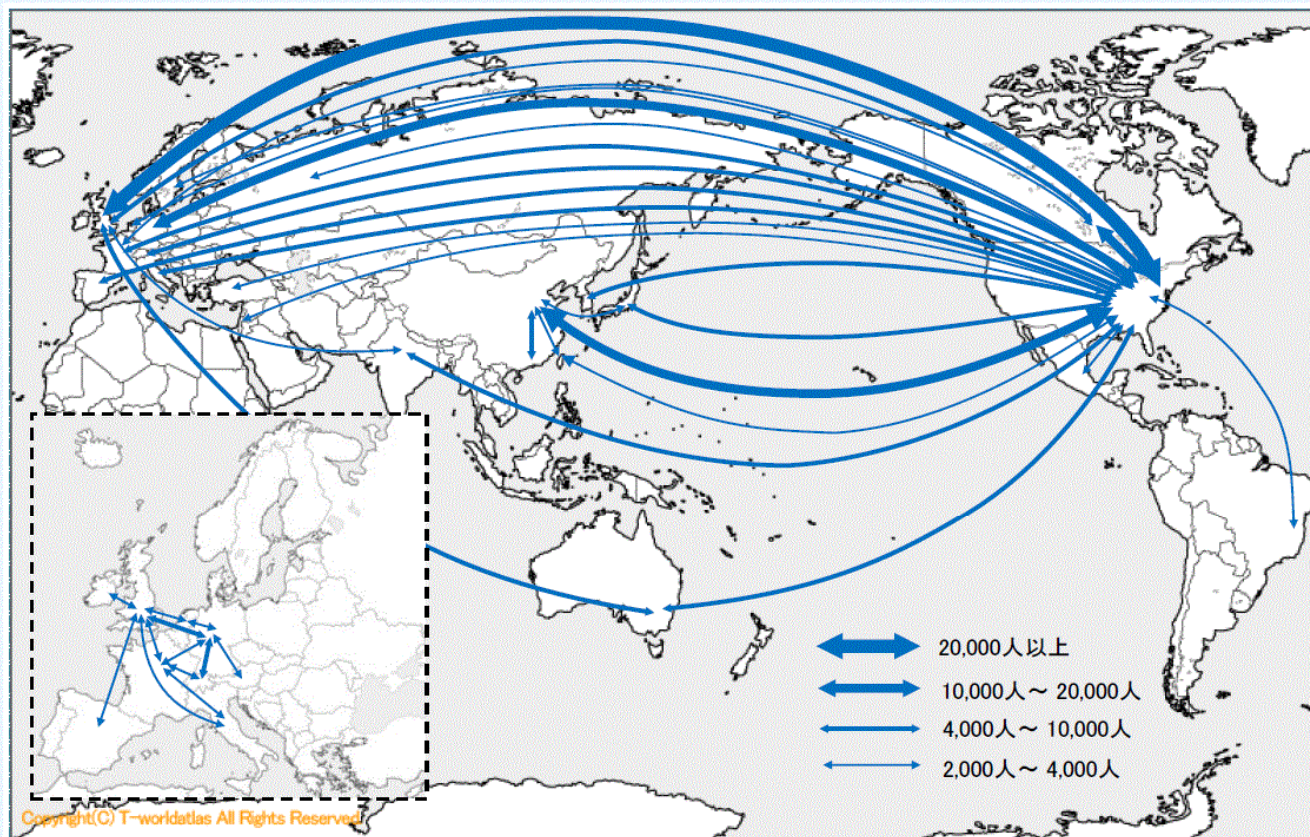 20,000人以上
10,000人～ 20,000人
4,000人～ 10,000人
2,000人～ 4,000人
Copyright(C) T-worldatlas All Rights Reserved